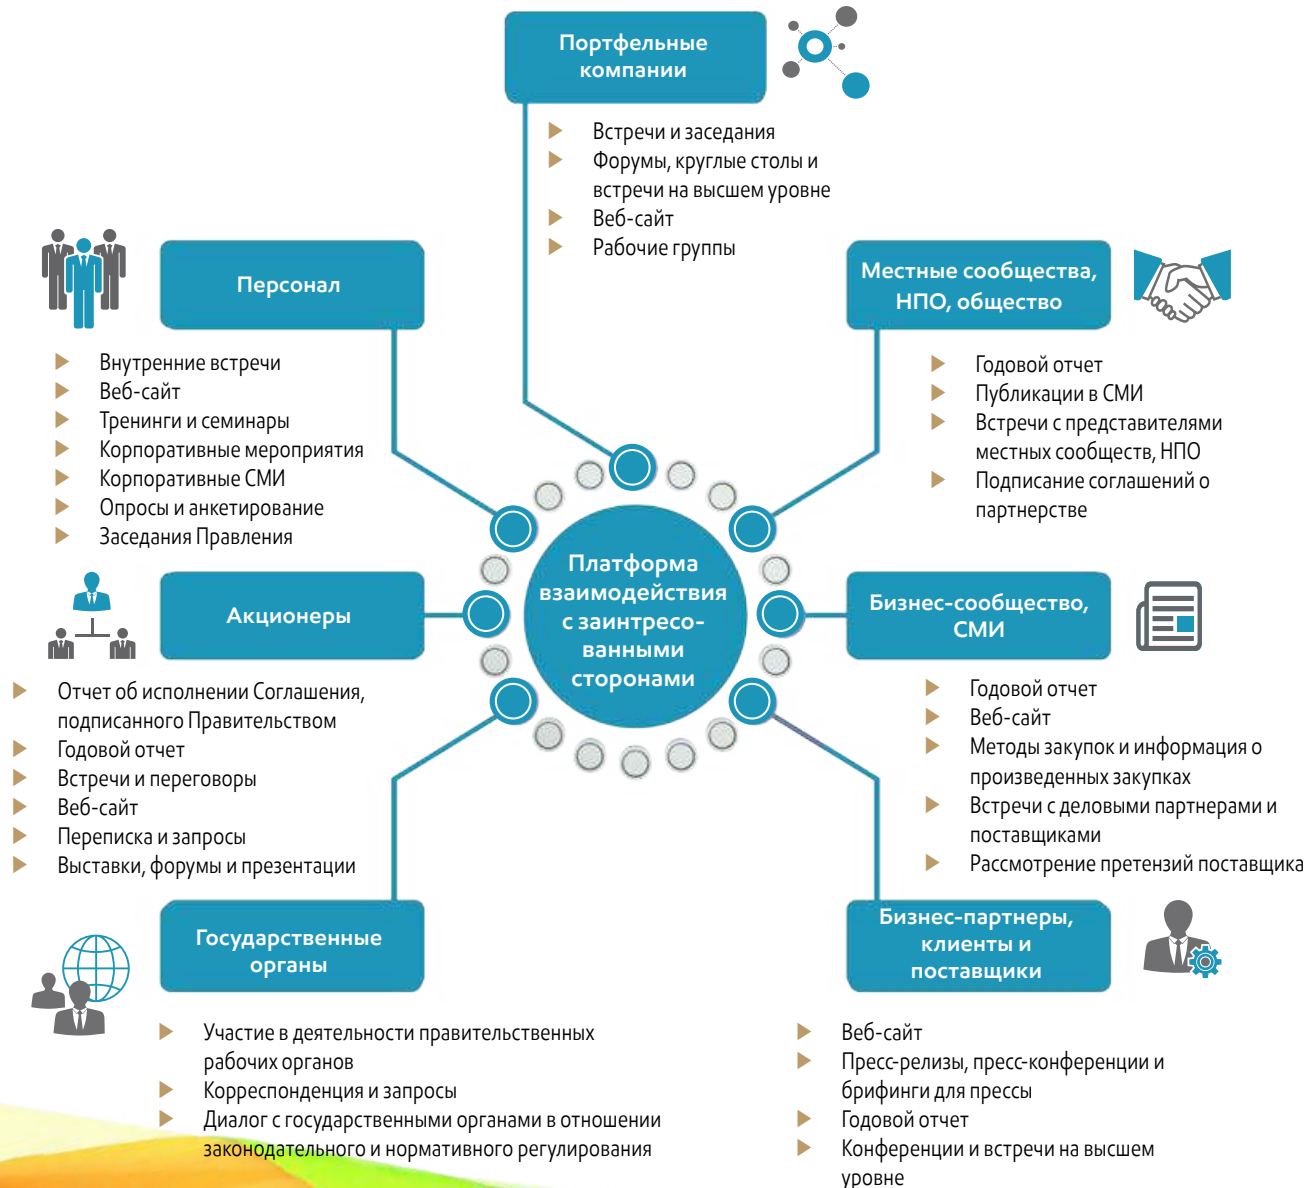 Портфельные
компании
Встречи и заседания
Форумы, круглые столы и
встречи на высшем уровне
Веб-сайт
Рабочие группы
Персонал
Внутренние встречи
Веб-сайт
Тренинги и семинары
Корпоративные мероприятия
Корпоративные СМИ
Опросы и анкетирование
Заседания Правления
Местные сообщества,
НПО, общество
Годовой отчет
Публикации в СМИ
Встречи с представителями
местных сообществ, НПО
Подписание соглашений о
партнерстве
Платформа
взаимодействия
с заинтресо-
ванными
сторонами
Акционеры
Отчет об исполнении Соглашения,
подписанного Правительством
Годовой отчет
Встречи и переговоры
Веб-сайт
Переписка и запросы
Выставки, форумы и презентации
Бизнес-сообщество,
СМИ
Годовой отчет
Веб-сайт
Методы закупок и информация о
произведенных закупках
Встречи с деловыми партнерами и
поставщиками
Рассмотрение претензий поставщика
Государственные
органы
Участие в деятельности правительственных
рабочих органов
Корреспонденция и запросы
Диалог с государственными органами в отношении
законодательного и нормативного регулирования
Бизнес-партнеры,
клиенты и
поставщики
Веб-сайт
Пресс-релизы, пресс-конференции и
брифинги для прессы
Годовой отчет
Конференции и встречи на высшем
уровне